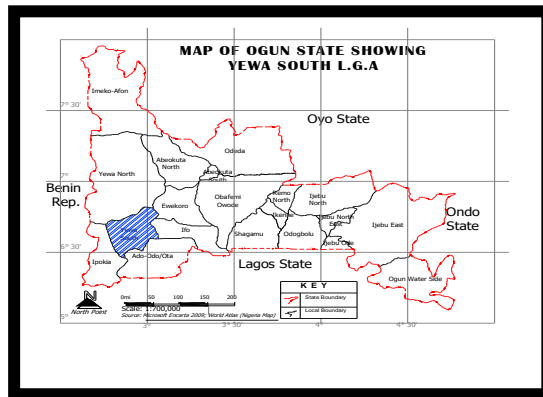 MAP OF OGUN STATE SHOWING
YEWA SOUTH L.G.A
Imeko-Afon
7° 30'
Oyo State
Odeda
Abeokuta
North
Abeokuta
South
7°
Yewa North
Benin
Rep.
Obafemi
Owode
Remo
North
Ijebu
North
Ewekoro
Ikenne
Ijebu North
East
Ijebu East
Ondo
State
Ifo
Shagamu
Odogbolu
Ijebu Ode
6° 30'
Ipokia
Ado-Odo/Ota
Lagos State
Ogun Water Side
KEY
State Boundary
Local Boundary
0mi 50 100 150 200
Scale: 1:700,000
Source: Microsoft Encarta 2009; World Atlas (Nigeria Map)
North Point
3° 3° 30' 4° 4° 30'